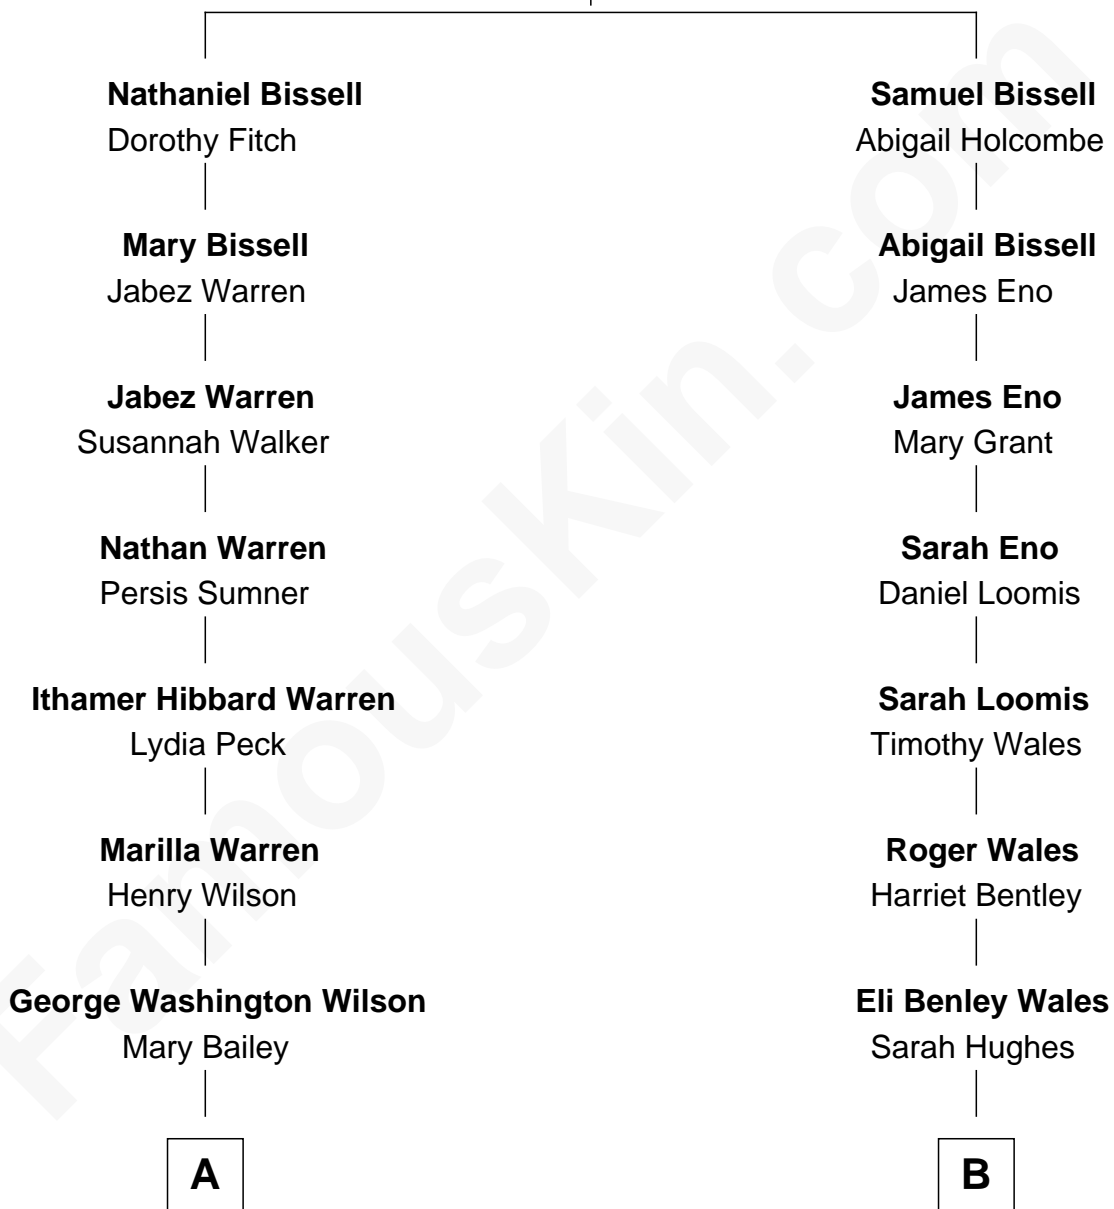 Nathaniel Bissell
Dorothy Fitch
Mary Bissell
Jabez Warren
Jabez Warren
Susannah Walker
Nathan Warren
Persis Sumner
Ithamer Hibbard Warren
Lydia Peck
Marilla Warren
Henry Wilson
George Washington Wilson
Mary Bailey
A
Samuel Bissell
Abigail Holcombe
Abigail Bissell
James Eno
James Eno
Mary Grant
Sarah Eno
Daniel Loomis
Sarah Loomis
Timothy Wales
Roger Wales
Harriet Bentley
Eli Benley Wales
Sarah Hughes
B
FamousKin.com